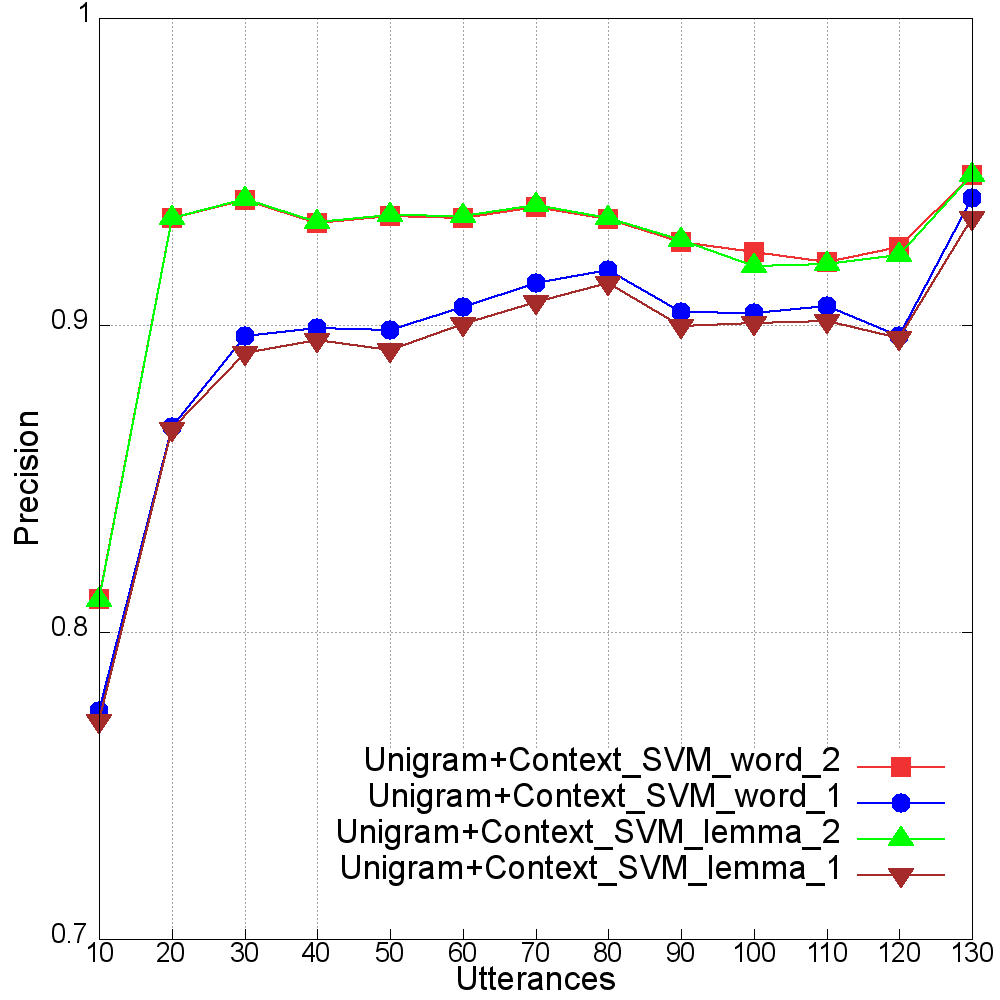 1
0.9
0.8
0.7
Precision
Unigram+Context_SVM_word_2
Unigram+Context_SVM_word_1
Unigram+Context_SVM_lemma_2
Unigram+Context_SVM_lemma_1
10 20 30 40 50 60 70 80 90 100 110 120 130
Utterances